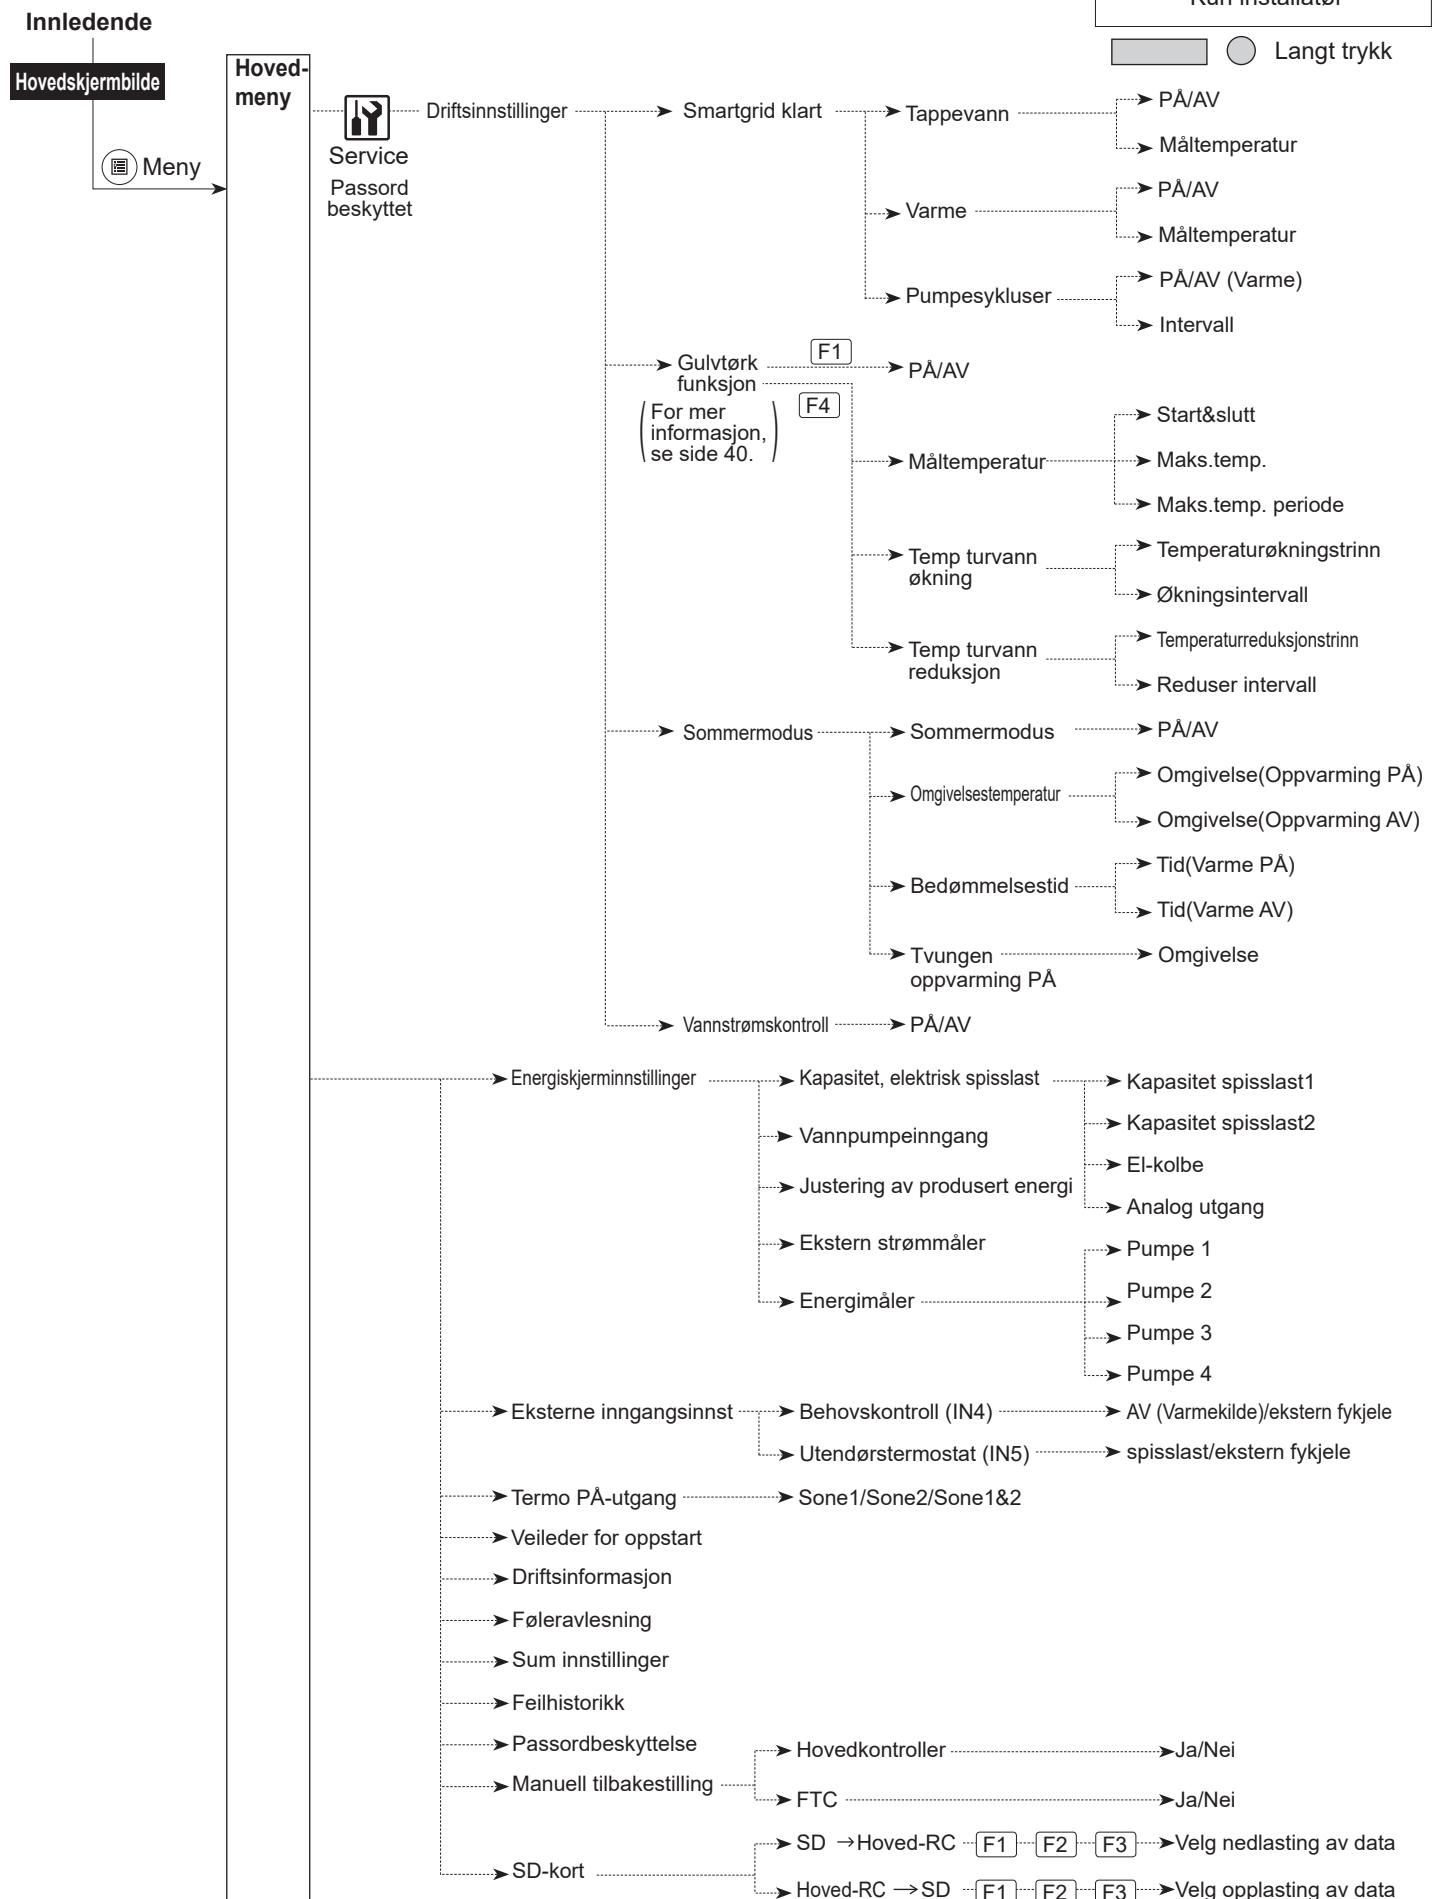 Innledende
Kun installatør
Hovedskjermbilde
Hoved-
meny
Langt trykk
Meny
Service
Passord
beskyttet
Driftsinnstillinger
Smartgrid klart
Tappevann
PÅ/AV
Måltemperatur
Varme
PÅ/AV
Måltemperatur
Pumpesykluser
PÅ/AV (Varme)
Intervall
Gulvtørk
funksjon
F1
PÅ/AV
(For mer
informasjon,
se side 40.)
F4
Måltemperatur
Start&slutt
Maks.temp.
Maks.temp. periode
Temp turvann
økning
Temperaturøkningstrinn
Økningsintervall
Temp turvann
reduksjon
Temperaturreduksjonstrinn
Reduser intervall
Sommermodus
Sommermodus
PÅ/AV
Omgivelsestemperatur
Omgivelse(Oppvarming PÅ)
Omgivelse(Oppvarming AV)
Bedømmelsestid
Tid(Varme PÅ)
Tid(Varme AV)
Tvungen
oppvarming PÅ
Omgivelse
Vannstrømskontroll
PÅ/AV
Energiskjerminnstillinger
Kapasitet, elektrisk spisslast
Kapasitet spisslast1
Kapasitet spisslast2
El-kolbe
Analog utgang
Vannpumpeinngang
Justering av produsert energi
Ekstern strømmåler
Energimåler
Pumpe 1
Pumpe 2
Pumpe 3
Pumpe 4
Eksterne inngangsinnst
Behovskontroll (IN4)
AV (Varmekilde)/ekstern fykjele
Utendørstermostat (IN5)
spisslast/ekstern fykjele
Termo PÅ-utgang
Sone1/Sone2/Sone1&2
Veileder for oppstart
Driftsinformasjon
Føleravlesning
Sum innstillinger
Feilhistorikk
Passordbeskyttelse
Manuell tilbakestilling
Hovedkontroller
Ja/Nei
FTC
Ja/Nei
SD-kort
SD → Hoved-RC F1 F2 F3 Velg nedlasting av data
Hoved-RC → SD F1 F2 F3 Velg opplasting av data